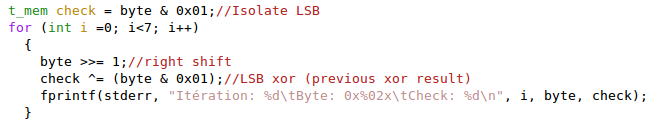 t_mem check = byte & 0x01;//Isolate LSB
for (int i =0; i<7; i++)
{
byte >>= 1;//right shift
check ^= (byte & 0x01);//LSB xor (previous xor result)
fprintf(stderr, "Itération: %d\tByte: 0x%02x\tCheck: %d\n", i, byte, check);
}